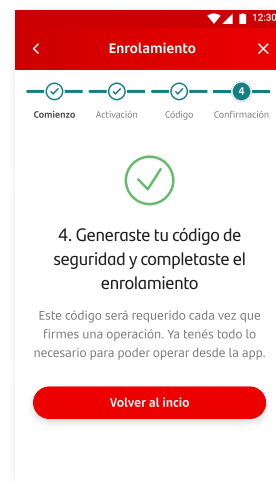 12:30
Enrolamiento
4
Comienzo Activación Código Confirmación
4. Generaste tu código de
seguridad y completaste el
enrolamiento
Este código será requerido cada vez que
firmes una operación. Ya tenés todo lo
necesario para poder operar desde la app.
Volver al incio